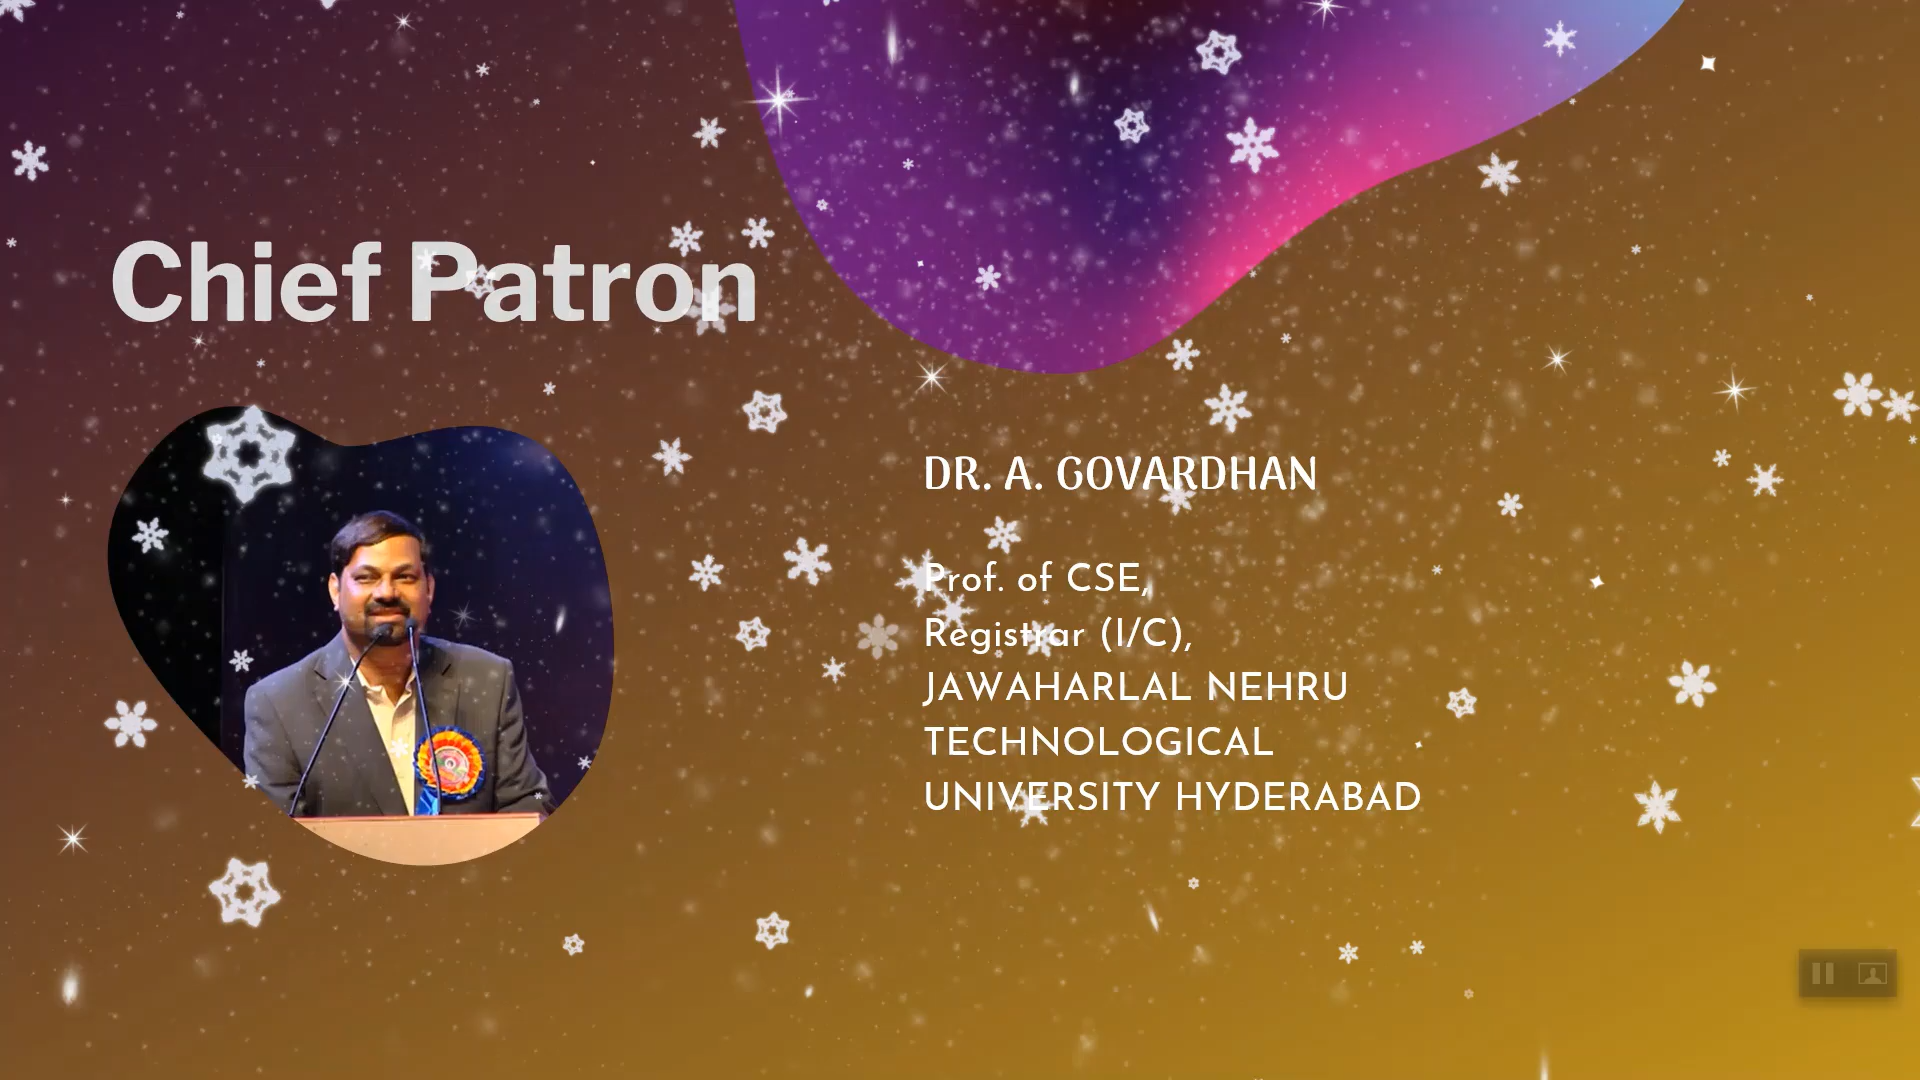 Chief Patron
DR. A. GOVARDHAN
Prof. of CSE,
Registrar (I/C),
JAWAHARLAL NEHRU
TECHNOLOGICAL
UNIVERSITY HYDERABAD